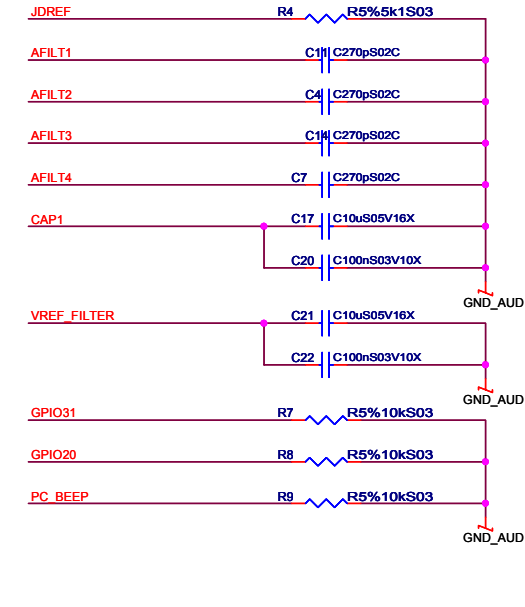 JDREF R4 R5%5k1S03
AFILT1 C11 C270pS02C
AFILT2 C4 C270pS02C
AFILT3 C14 C270pS02C
AFILT4 C7 C270pS02C
CAP1 C17 C10uS05V16X
C20 C100nS03V10X
GND_AUD
VREF_FILTER C21 C10uS05V16X
C22 C100nS03V10X
GND_AUD
GPIO31 R7 R5%10kS03
GPIO20 R8 R5%10kS03
PC_BEEP R9 R5%10kS03
GND_AUD